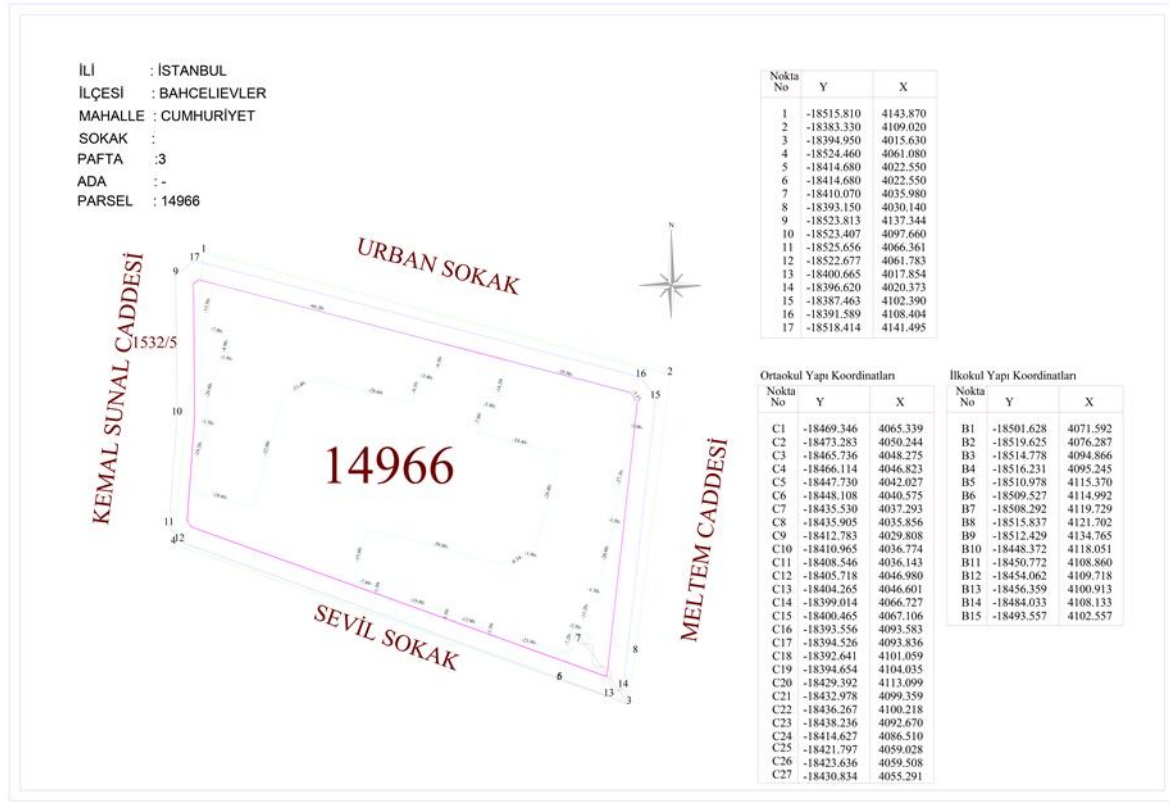 İLİ : İSTANBUL
İLÇESİ : BAHCELIEVLER
MAHALLE : CUMHURİYET
SOKAK :
PAFTA :3
ADA : -
PARSEL : 14966
Nokta No Y X
1 -18515.810 4143.870
2 -18383.330 4109.020
3 -18394.950 4015.630
4 -18524.460 4061.080
5 -18414.680 4022.550
6 -18414.680 4022.550
7 -18410.070 4035.980
8 -18393.150 4030.140
9 -18523.813 4137.344
10 -18523.407 4097.660
11 -18525.656 4066.361
12 -18522.677 4061.783
13 -18400.665 4017.854
14 -18396.620 4020.373
15 -18387.463 4102.390
16 -18391.589 4108.404
17 -18518.414 4141.495
N
1
17
9
URBAN SOKAK
KEMAL SUNAL CADDESİ
1532/5
16
2
15
10
14966
MELTEM CADDESİ
11
12
4
SEVİL SOKAK
7
8
6
14
13
3
Ortaokul Yapı Koordinatları
Nokta No Y X
C1 -18469.346 4065.339
C2 -18473.283 4050.244
C3 -18465.736 4048.275
C4 -18466.114 4046.823
C5 -18447.730 4042.027
C6 -18448.108 4040.575
C7 -18435.530 4037.293
C8 -18435.905 4035.856
C9 -18412.783 4029.808
C10 -18410.965 4036.774
C11 -18408.546 4036.143
C12 -18405.718 4046.980
C13 -18404.265 4046.601
C14 -18399.014 4066.727
C15 -18400.465 4067.106
C16 -18393.556 4093.583
C17 -18394.526 4093.836
C18 -18392.641 4101.059
C19 -18394.654 4104.035
C20 -18429.392 4113.099
C21 -18432.978 4099.359
C22 -18436.267 4100.218
C23 -18438.236 4092.670
C24 -18414.627 4086.510
C25 -18421.797 4059.028
C26 -18423.636 4059.508
C27 -18430.834 4055.291
İlkokul Yapı Koordinatları
Nokta No Y X
B1 -18501.628 4071.592
B2 -18519.625 4076.287
B3 -18514.778 4094.866
B4 -18516.231 4095.245
B5 -18510.978 4115.370
B6 -18509.527 4114.992
B7 -18508.292 4119.729
B8 -18515.837 4121.702
B9 -18512.429 4134.765
B10 -18448.372 4118.051
B11 -18450.772 4108.860
B12 -18454.062 4109.718
B13 -18456.359 4100.913
B14 -18484.033 4108.133
B15 -18493.557 4102.557